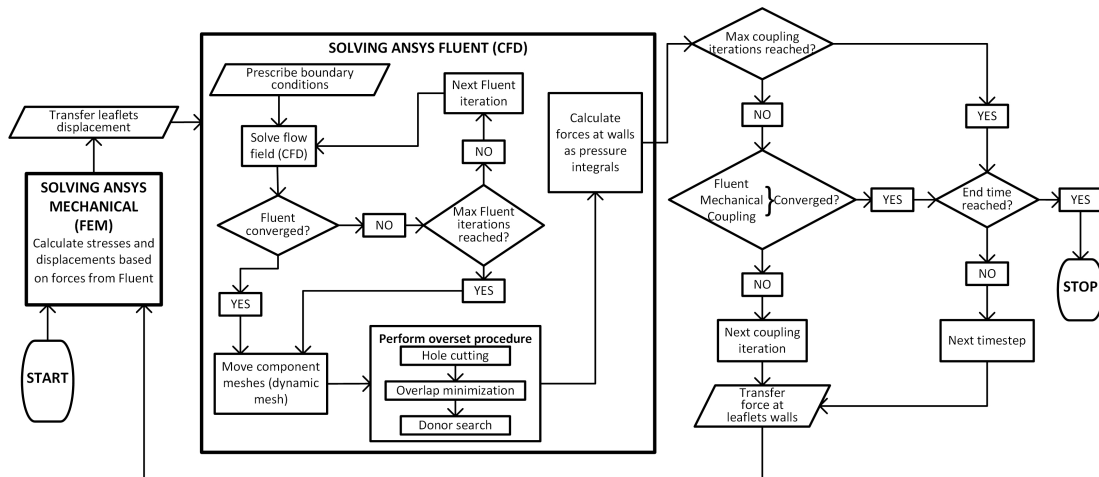 START
SOLVING ANSYS
MECHANICAL
(FEM)
Calculate stresses and
displacements based
on forces from Fluent
Transfer leaflets
displacement
SOLVING ANSYS FLUENT (CFD)
Prescribe boundary
conditions
Solve flow
field (CFD)
Next Fluent
iteration
NO
Fluent
converged?
NO
Max Fluent
iterations
reached?
YES
YES
Move component
meshes (dynamic
mesh)
Perform overset procedure
Hole cutting
Overlap minimization
Donor search
Calculate
forces at walls
as pressure
integrals
Max coupling
iterations reached?
NO
YES
Fluent
Mechanical
Coupling
} Converged?
YES
End time
reached?
YES
STOP
NO
NO
Next coupling
iteration
Next timestep
Transfer
force at
leaflets walls